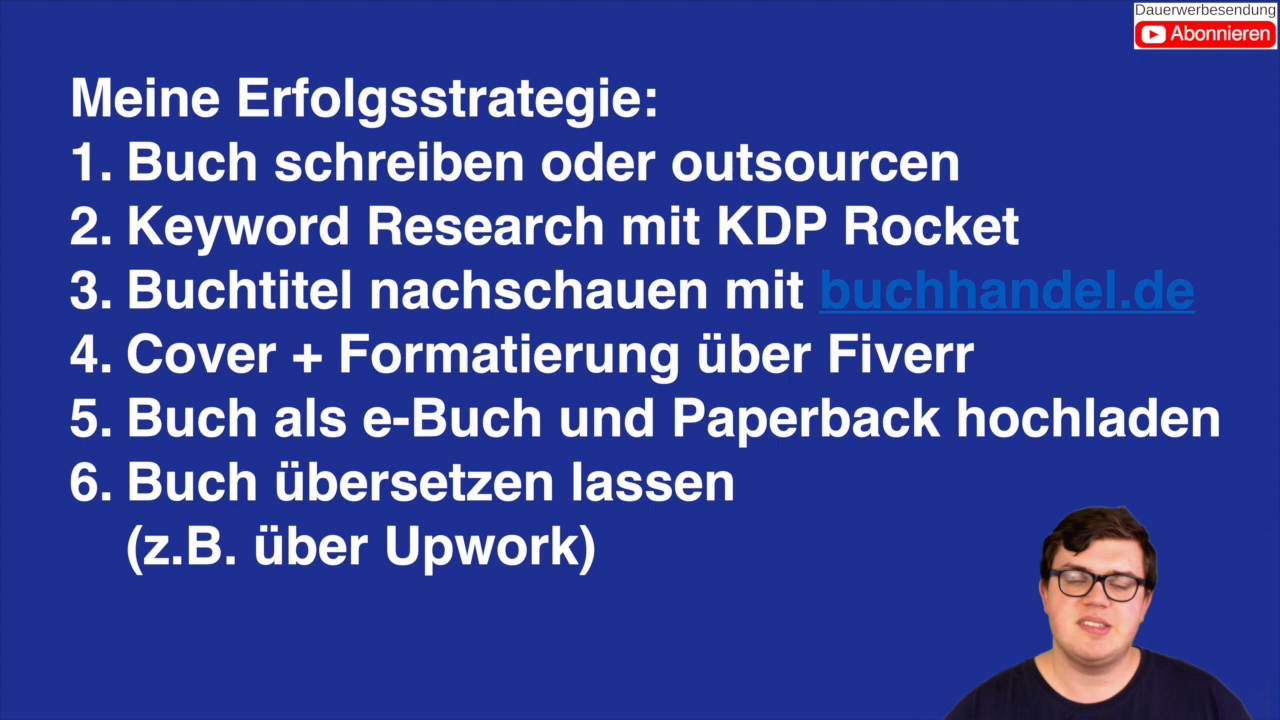 Dauerwerbesendung
Abonnieren
Meine Erfolgsstrategie:
1. Buch schreiben oder outsourcen
2. Keyword Research mit KDP Rocket
3. Buchtitel nachschauen mit buchhandel.de
4. Cover + Formatierung über Fiverr
5. Buch als e-Buch und Paperback hochladen
6. Buch übersetzen lassen
(z.B. über Upwork)